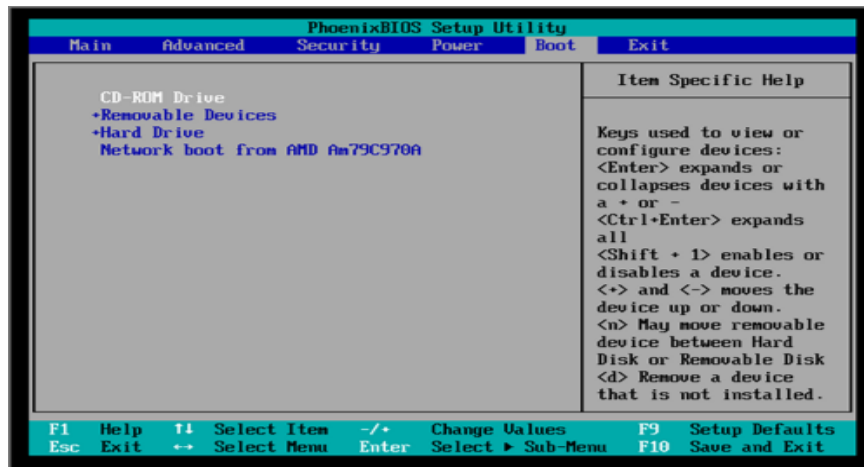 PhoenixBIOS Setup Utility
Main Advanced Security Power Boot Exit
CD-ROM Drive
+Removable Devices
+Hard Drive
Network boot from AMD Am79C970A
Item Specific Help
Keys used to view or
configure devices:
<Enter> expands or
collapses devices with
a + or -
<Ctrl+Enter> expands
all
<Shift + 1> enables or
disables a device.
<+> and <-> moves the
device up or down.
<n> May move removable
device between Hard
Disk or Removable Disk
<d> Remove a device
that is not installed.
F1 Help ↑↓ Select Item -/+ Change Values F9 Setup Defaults
Esc Exit ↔ Select Menu Enter Select ▶ Sub-Menu F10 Save and Exit